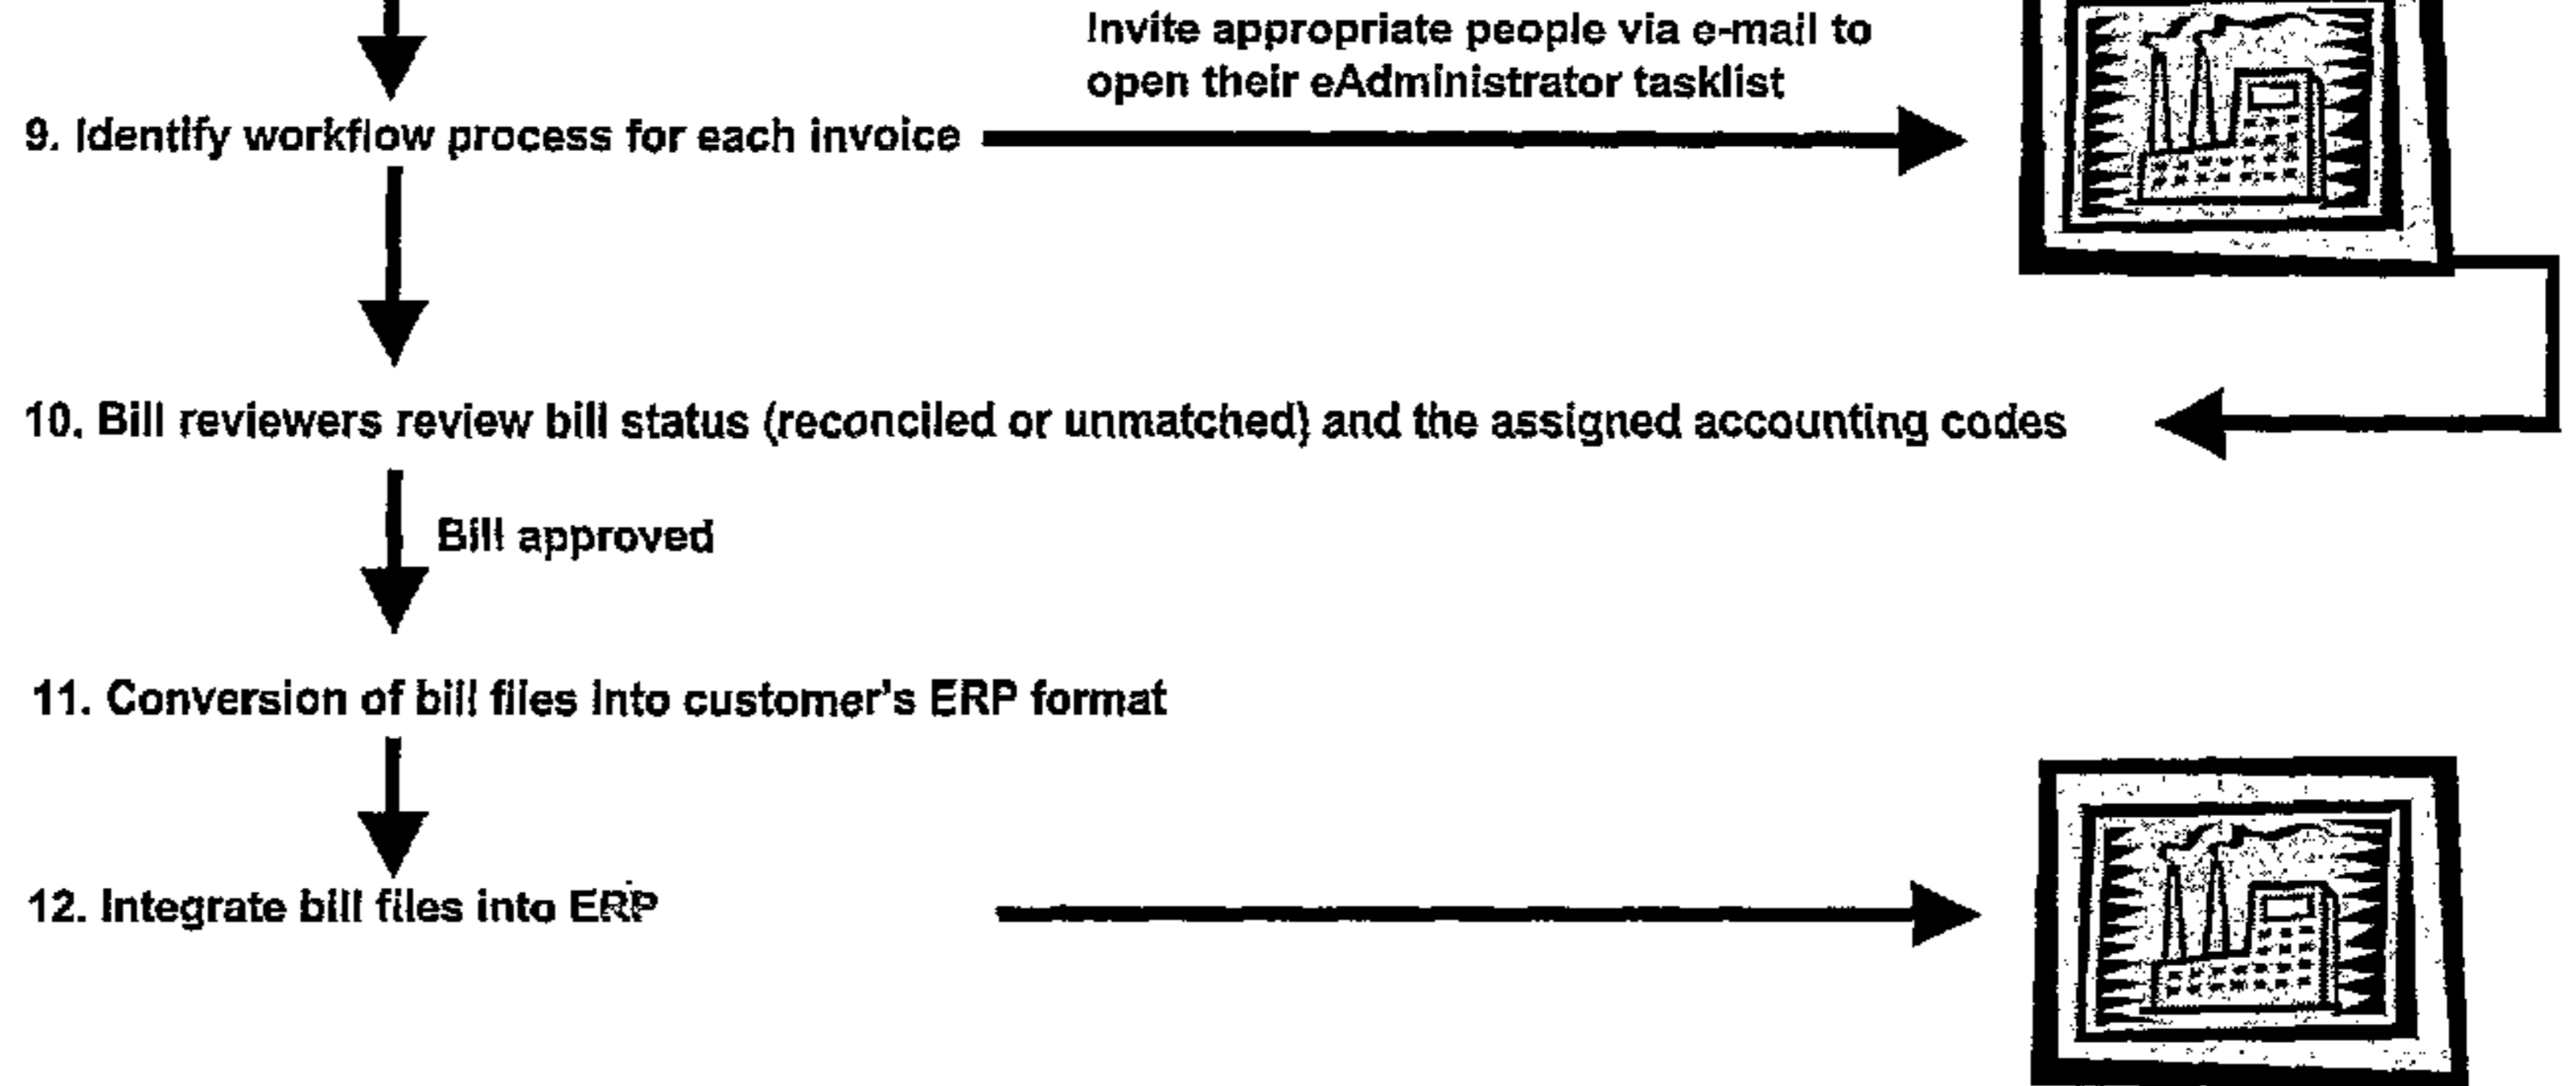 Invite appropriate people via e-mail to
open their eAdministrator tasklist
9. Identify workflow process for each invoice
10. Bill reviewers review bill status (reconciled or unmatched) and the assigned accounting codes
Bill approved
11. Conversion of bill files into customer's ERP format
12. Integrate bill files into ERP